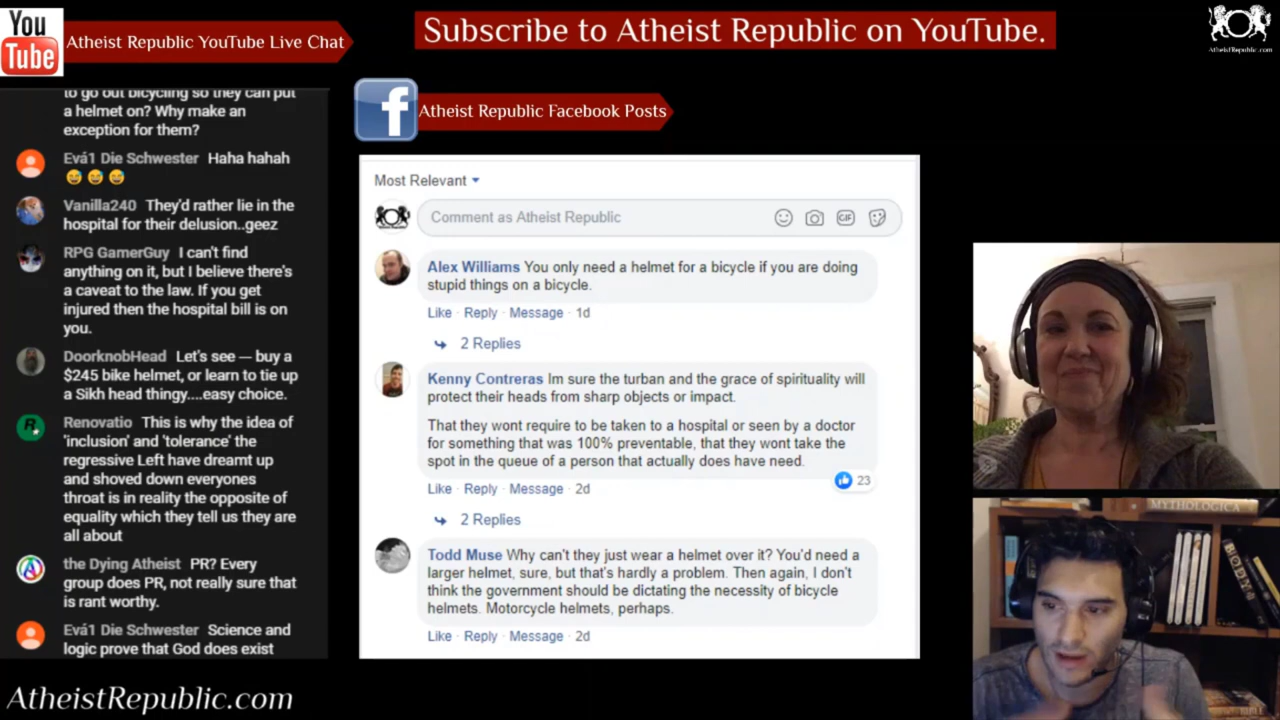 You
Tube
Atheist Republic YouTube Live Chat
Subscribe to Atheist Republic on YouTube.
AtheistRepublic.com
Atheist Republic Facebook Posts
to go out bicycling so they can put
a helmet on? Why make an
exception for them?
Evá1 Die Schwester Haha hahah
Vanilla240 They'd rather lie in the
hospital for their delusion..geez
RPG GamerGuy I can't find
anything on it, but I believe there's
a caveat to the law. If you get
injured then the hospital bill is on
you.
DoorknobHead Let's see — buy a
$245 bike helmet, or learn to tie up
a Sikh head thingy....easy choice.
Renovatio This is why the idea of
'inclusion' and 'tolerance' the
regressive Left have dreamt up
and shoved down everyones
throat is in reality the opposite of
equality which they tell us they are
all about
the Dying Atheist PR? Every
group does PR, not really sure that
is rant worthy.
Evá1 Die Schwester Science and
logic prove that God does exist
Most Relevant
Comment as Atheist Republic
GIF
Alex Williams You only need a helmet for a bicycle if you are doing
stupid things on a bicycle.
Like · Reply · Message · 1d
2 Replies
Kenny Contreras Im sure the turban and the grace of spirituality will
protect their heads from sharp objects or impact.
That they wont require to be taken to a hospital or seen by a doctor
for something that was 100% preventable, that they wont take the
spot in the queue of a person that actually does have need.
23
Like · Reply · Message · 2d
2 Replies
Todd Muse Why can't they just wear a helmet over it? You'd need a
larger helmet, sure, but that's hardly a problem. Then again, I don't
think the government should be dictating the necessity of bicycle
helmets. Motorcycle helmets, perhaps.
Like · Reply · Message · 2d
MYTHOLOGICA
AtheistRepublic.com